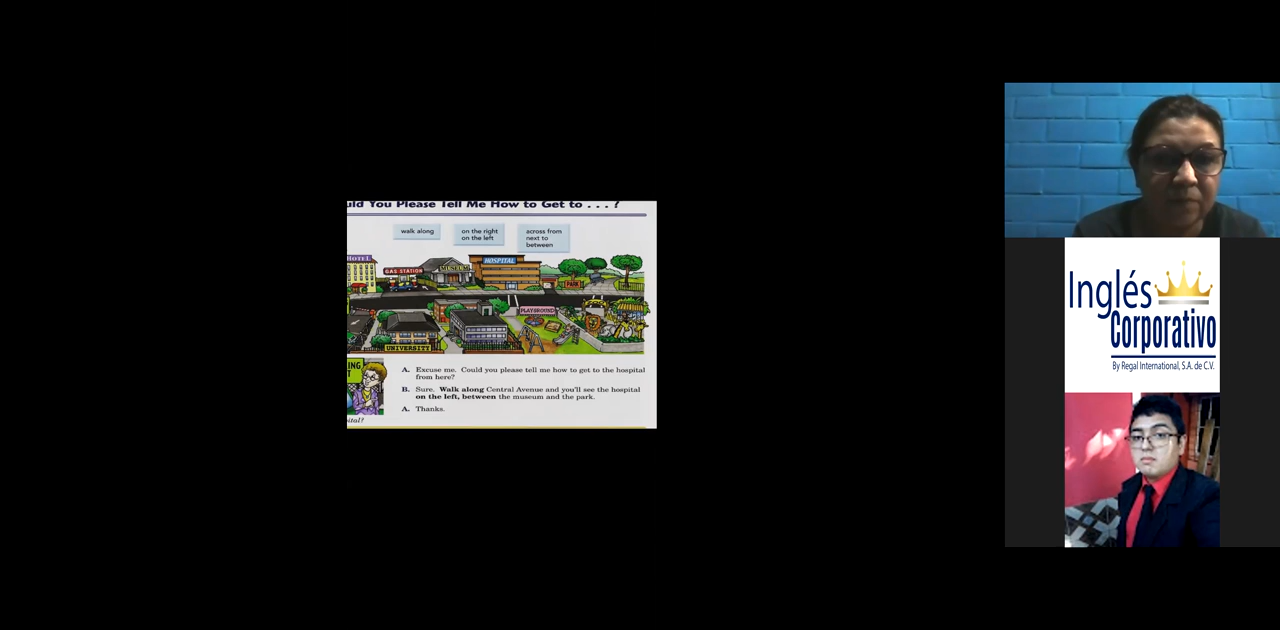 uld You Please Tell Me How to Get to . . . ?
walk along
on the right
on the left
across from
next to
between
HOTEL
GAS STATION
MUSEUM
HOSPITAL
PARK
PLAYGROUND
UNIVERSITY
ING
T
A. Excuse me. Could you please tell me how to get to the hospital
from here?
B. Sure. Walk along Central Avenue and you'll see the hospital
on the left, between the museum and the park.
A. Thanks.
ital?
Inglés
Corporativo
By Regal International, S.A. de C.V.